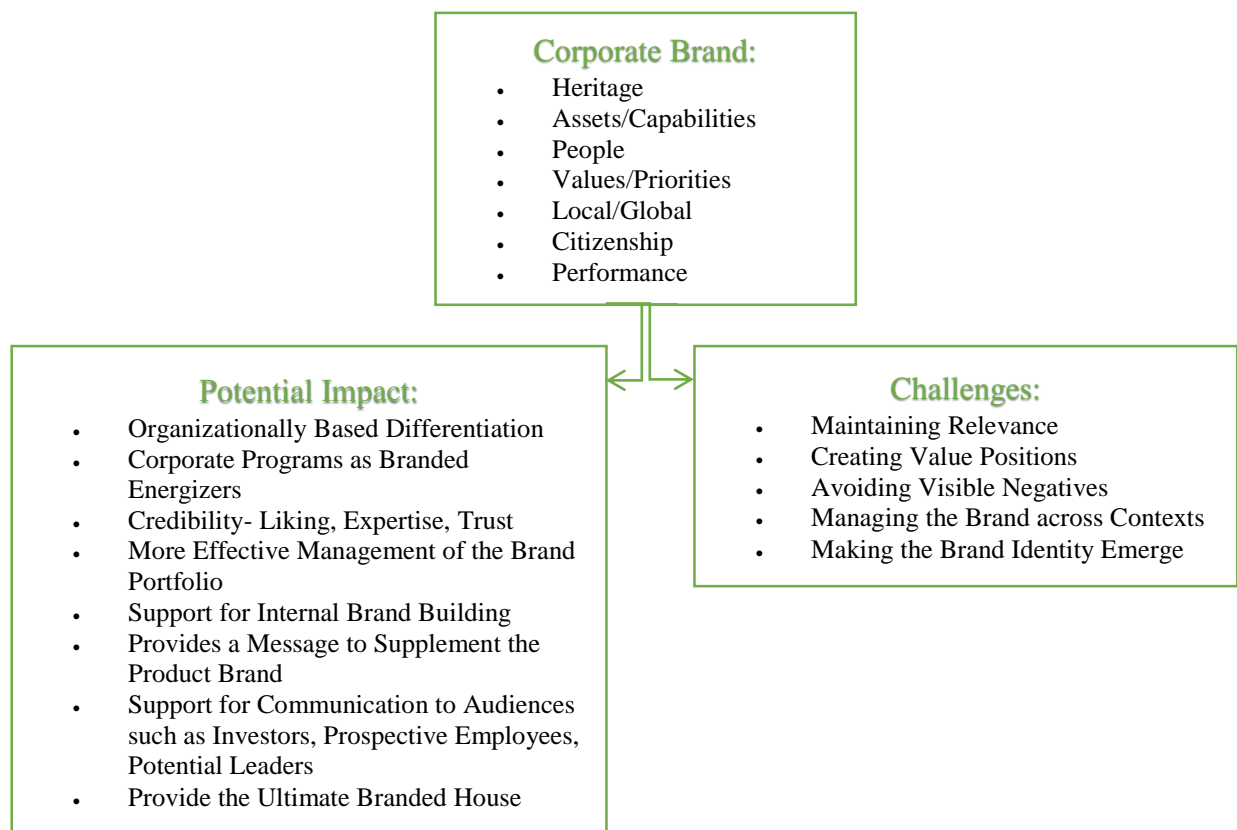 Corporate Brand:
• Heritage
• Assets/Capabilities
• People
• Values/Priorities
• Local/Global
• Citizenship
• Performance
Potential Impact:
• Organizationally Based Differentiation
• Corporate Programs as Branded
Energizers
• Credibility- Liking, Expertise, Trust
• More Effective Management of the Brand
Portfolio
• Support for Internal Brand Building
• Provides a Message to Supplement the
Product Brand
• Support for Communication to Audiences
such as Investors, Prospective Employees,
Potential Leaders
• Provide the Ultimate Branded House
Challenges:
• Maintaining Relevance
• Creating Value Positions
• Avoiding Visible Negatives
• Managing the Brand across Contexts
• Making the Brand Identity Emerge